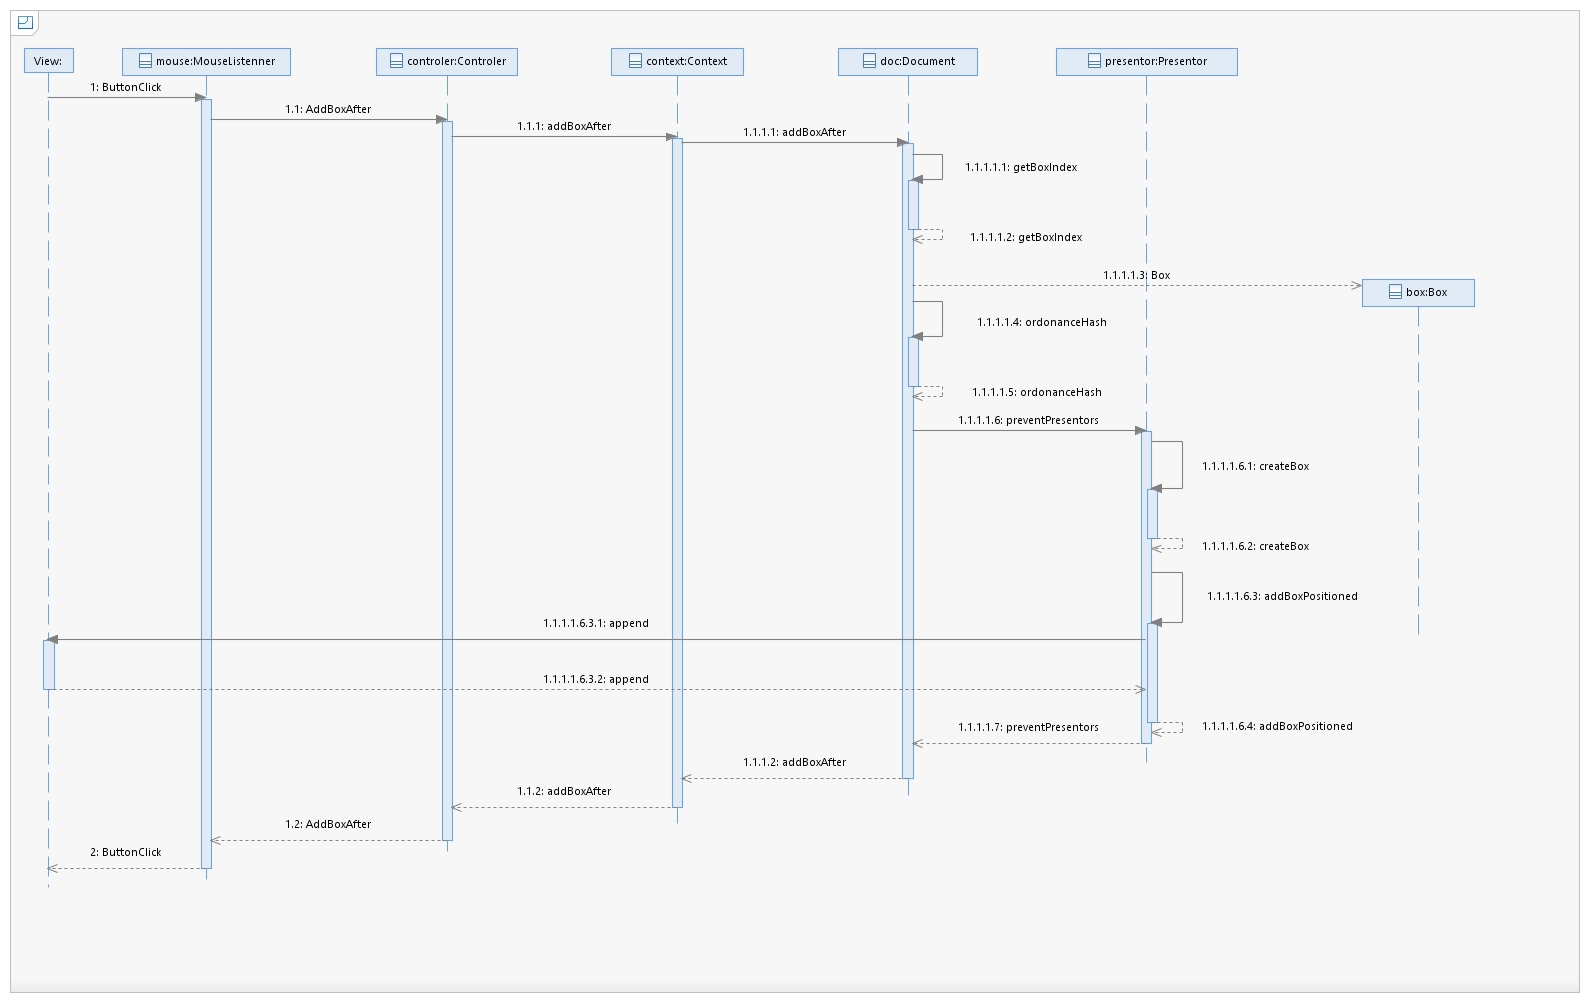 View:
mouse:MouseListenner
controler:Controler
context:Context
doc:Document
presentor:Presentor
1: ButtonClick
1.1: AddBoxAfter
1.1.1: addBoxAfter
1.1.1.1: addBoxAfter
1.1.1.1.1: getBoxIndex
1.1.1.1.2: getBoxIndex
1.1.1.1.3: Box
box:Box
1.1.1.1.4: ordonanceHash
1.1.1.1.5: ordonanceHash
1.1.1.1.6: preventPresentors
1.1.1.1.6.1: createBox
1.1.1.1.6.2: createBox
1.1.1.1.6.3: addBoxPositioned
1.1.1.1.6.3.1: append
1.1.1.1.6.3.2: append
1.1.1.1.6.4: addBoxPositioned
1.1.1.1.7: preventPresentors
1.1.1.2: addBoxAfter
1.1.2: addBoxAfter
1.2: AddBoxAfter
2: ButtonClick